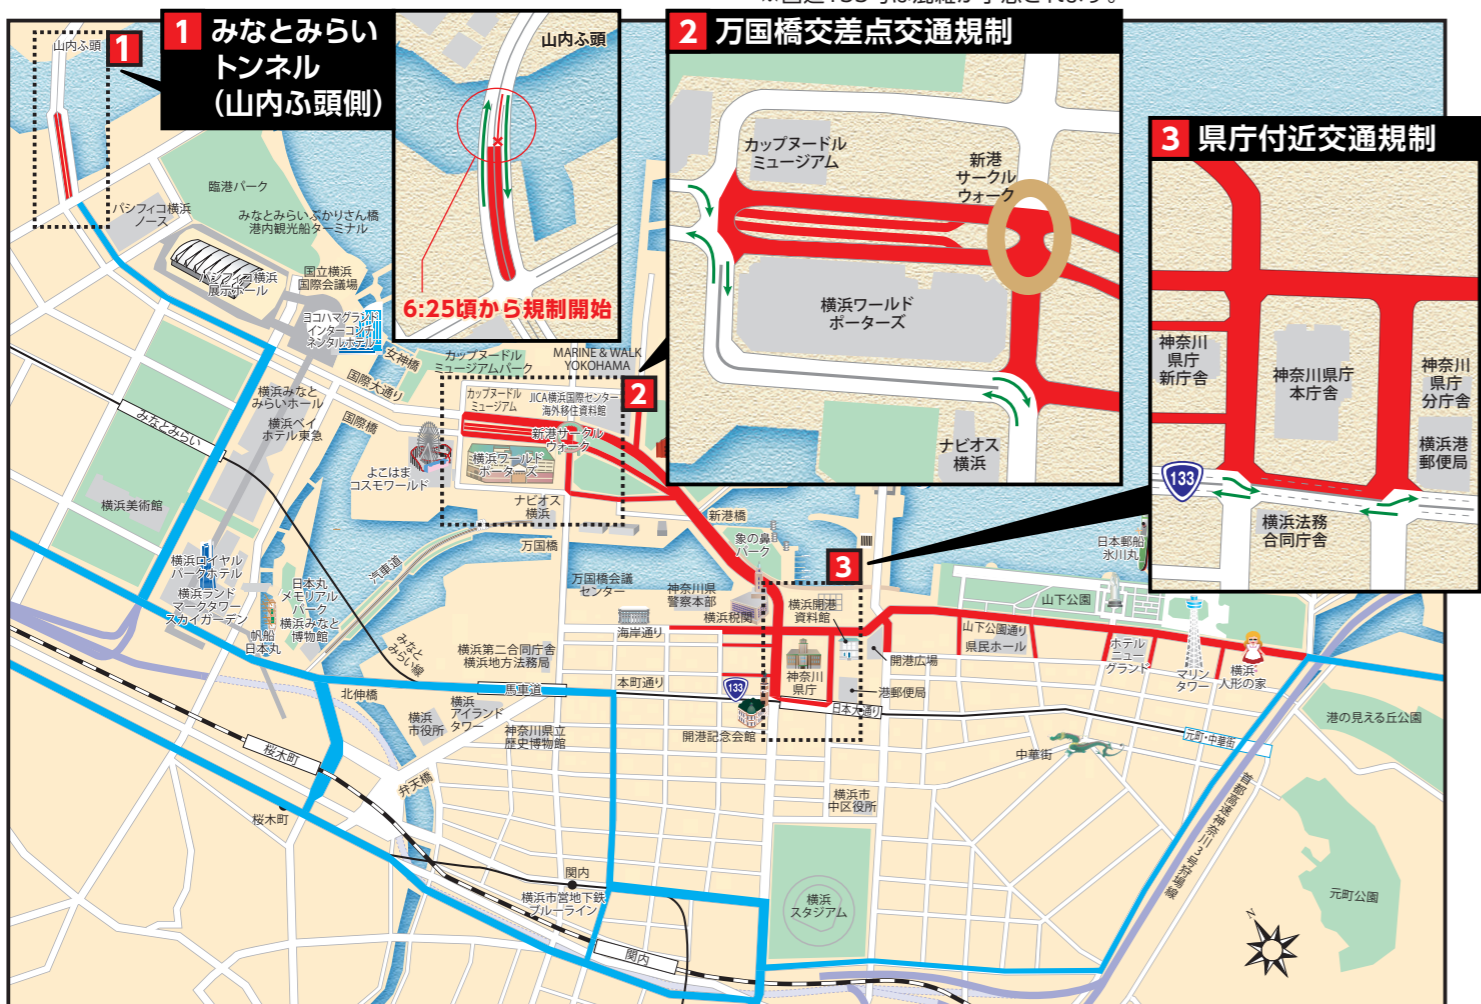 1 みなとみらい
トンネル
(山内ふ頭側)
山内ふ頭
6:25頃から規制開始
2 万国橋交差点交通規制
カップヌードル
ミュージアム
新港
サークル
ウォーク
横浜ワールド
ポーターズ
ナビオス
横浜
3 県庁付近交通規制
神奈川
県庁
新庁舎
神奈川県庁
本庁舎
神奈川
県庁
分庁舎
横浜港
郵便局
133
横浜法務
合同庁舎
山内ふ頭
1
臨港パーク
パシフィコ横浜
ノース
みなとみらいぷかりさん橋
港内観光船ターミナル
パシフィコ横浜
展示ホール
国立横浜
国際会議場
ヨコハマグランド
インターコンチ
ネンタルホテル
女神橋
カップヌードル
ミュージアムパーク
MARINE & WALK
YOKOHAMA
国際大通り
国際橋
カップヌードル
ミュージアム
JICA横浜国際センター
海外移住資料館
2
新港サークル
ウォーク
横浜ワールド
ポーターズ
ナビオス
横浜
よこはま
コスモワールド
横浜みなと
みらいホール
横浜ベイ
ホテル東急
みなとみらい
横浜美術館
横浜ロイヤル
パークホテル
横浜ランド
マークタワー
スカイガーデン
日本丸
メモリアル
パーク
横浜みなと
博物館
帆船
日本丸
汽車道
みなと
みらい線
万国橋
万国橋会議
センター
新港橋
象の鼻
パーク
神奈川県
警察本部
横浜税関
3
横浜開港
資料館
日本郵船
氷川丸
山下公園
山下公園通り
県民ホール
開港広場
ホテル
ニュー
グランド
マリン
タワー
横浜
人形の家
海岸通り
横浜第二合同庁舎
横浜地方法務局
本町通り
133
神奈川
県庁
港郵便局
日本大通り
馬車道
北仲橋
横浜
市役所
横浜
アイランド
タワー
神奈川県立
歴史博物館
開港記念会館
中華街
元町・中華街
港の見える丘公園
桜木町
桜木町
弁天橋
横浜市
中区役所
首都高速神奈川3号狩場線
関内
横浜市営地下鉄
ブルーライン
関内
横浜
スタジアム
元町公園
N